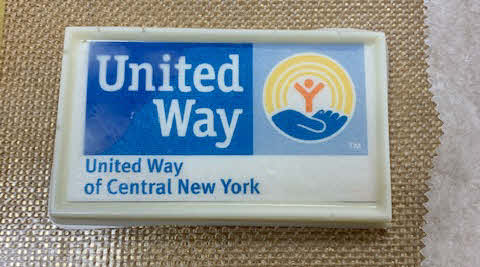 United
Way
TM
United Way
of Central New York